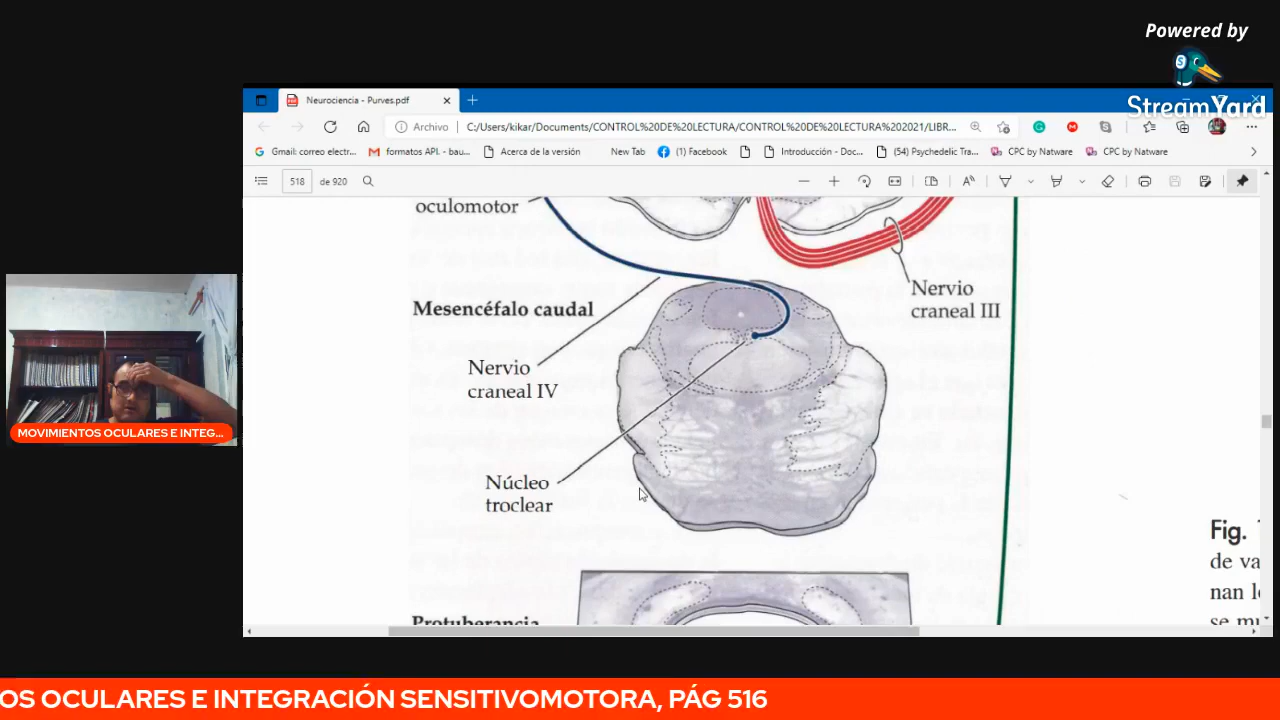 Powered by
StreamYard
Neurociencia - Purves.pdf
Archivo
C:/Users/kikar/Documents/CONTROL%20DE%20LECTURA/CONTROL%20DE%20LECTURA%202021/LIBR...
Gmail: correo electr...
formatos API. - bau...
Acerca de la versión
New Tab
(1) Facebook
Introducción - Doc...
(54) Psychedelic Tra...
CPC by Natware
CPC by Natware
518 de 920
oculomotor
Nervio
craneal III
Mesencéfalo caudal
Nervio
craneal IV
Núcleo
troclear
Protuberancia
Fig.
de va
nan l
se mu
MOVIMIENTOS OCULARES E INTEG...
OS OCULARES E INTEGRACIÓN SENSITIVOMOTORA, PÁG 516